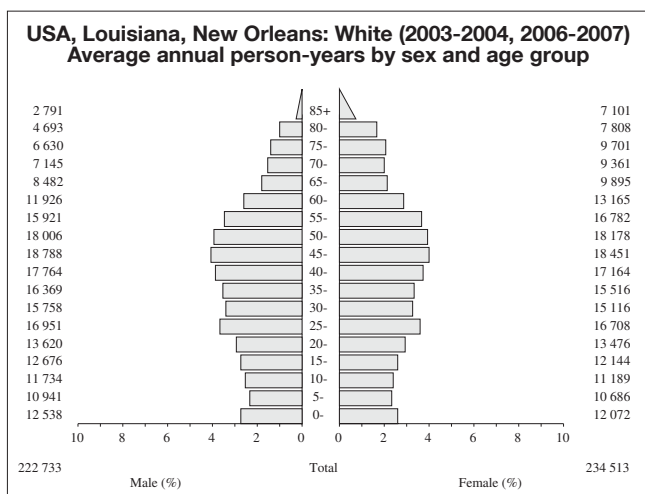 USA, Louisiana, New Orleans: White (2003-2004, 2006-2007)
Average annual person-years by sex and age group
2 791 85+ 7 101
4 693 80- 7 808
6 630 75- 9 701
7 145 70- 9 361
8 482 65- 9 895
11 926 60- 13 165
15 921 55- 16 782
18 006 50- 18 178
18 788 45- 18 451
17 764 40- 17 164
16 369 35- 15 516
15 758 30- 15 116
16 951 25- 16 708
13 620 20- 13 476
12 676 15- 12 144
11 734 10- 11 189
10 941 5- 10 686
12 538 0- 12 072
10 8 6 4 2 0 0 2 4 6 8 10
222 733 Total 234 513
Male (%) Female (%)